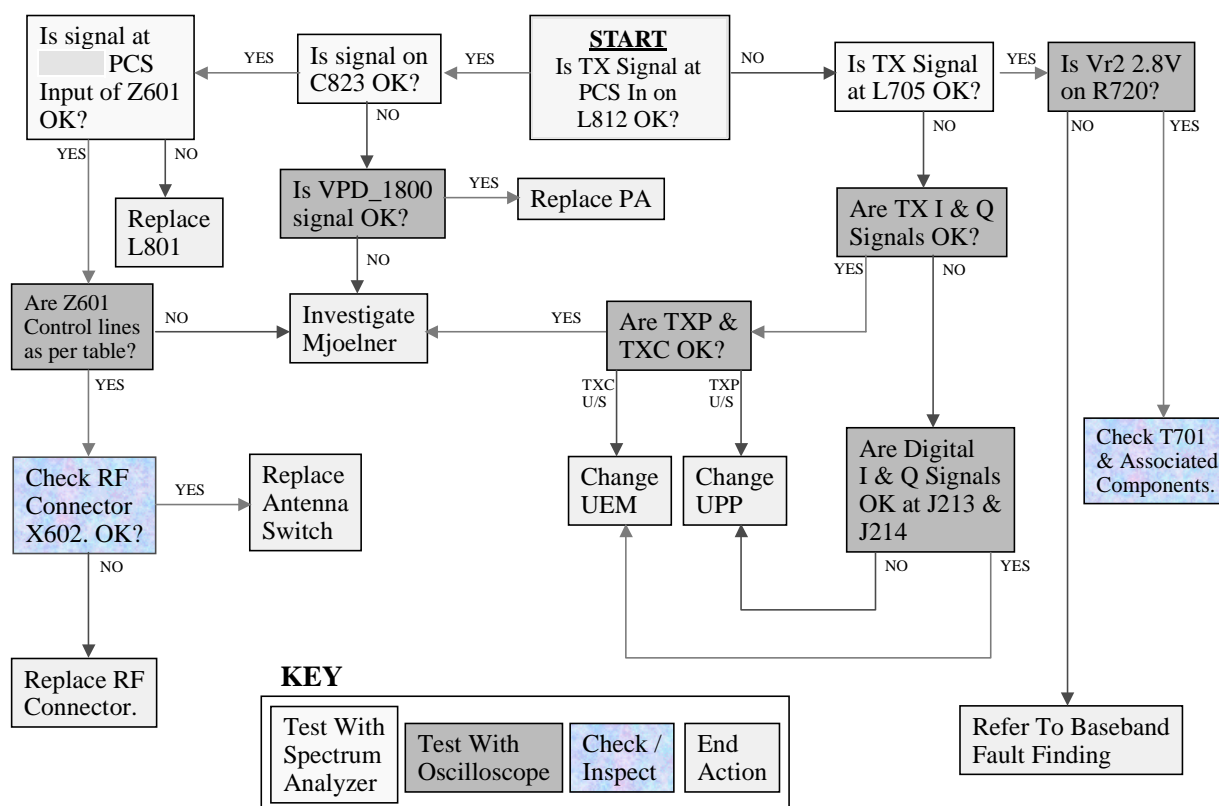 Is signal at
PCS
Input of Z601
OK?
YES
Is signal on
C823 OK?
YES
START
Is TX Signal at
PCS In on
L812 OK?
NO
Is TX Signal
at L705 OK?
YES
Is Vr2 2.8V
on R720?
YES
NO
NO
NO
NO
YES
Replace
L801
Is VPD_1800
signal OK?
YES
Replace PA
Are TX I & Q
Signals OK?
NO
YES
NO
Are Z601
Control lines
as per table?
NO
Investigate
Mjoelner
YES
Are TXP &
TXC OK?
YES
TXC
U/S
TXP
U/S
Check RF
Connector
X602. OK?
YES
Replace
Antenna
Switch
Change
UEM
Change
UPP
Are Digital
I & Q Signals
OK at J213 &
J214
Check T701
& Associated
Components.
NO
NO
YES
Replace RF
Connector.
KEY
Test With
Spectrum
Analyzer
Test With
Oscilloscope
Check /
Inspect
End
Action
Refer To Baseband
Fault Finding